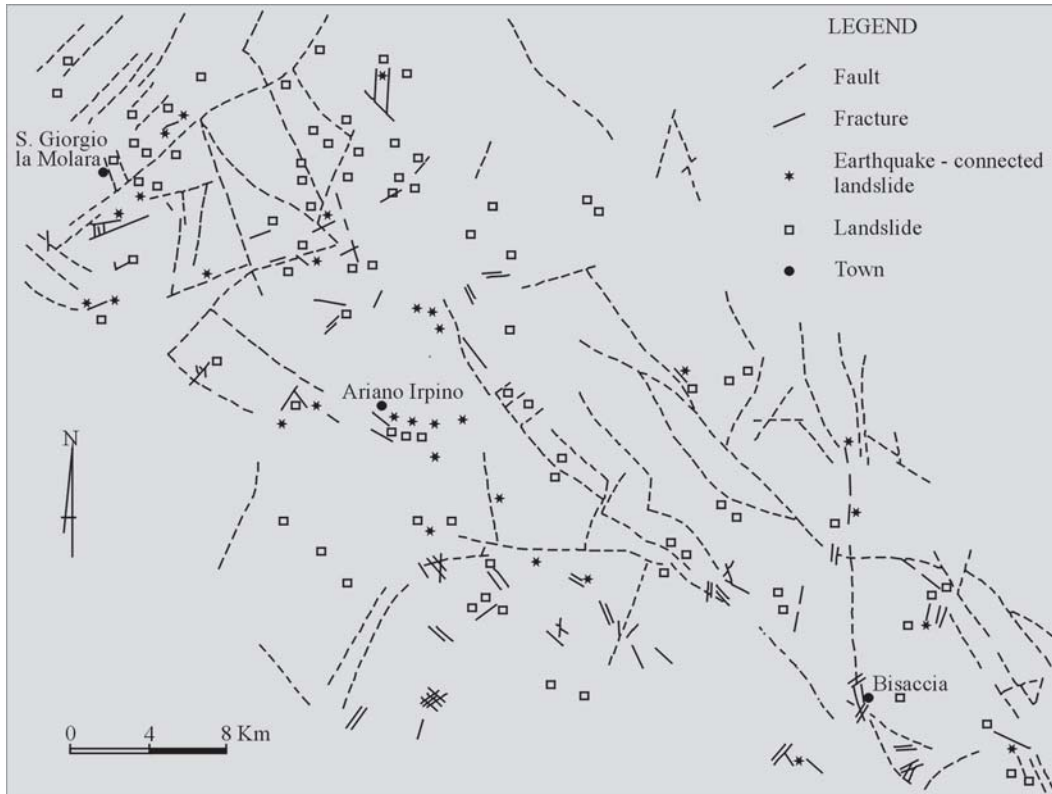 LEGEND
Fault
Fracture
Earthquake - connected
landslide
Landslide
Town
S. Giorgio
la Molara
Ariano Irpino
N
Bisaccia
0 4 8 Km